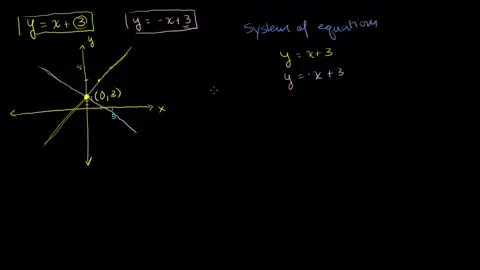 y = x + 3
y = -x + 3
System of equations
y = x + 3
y = -x + 3
y
(0,3)
x